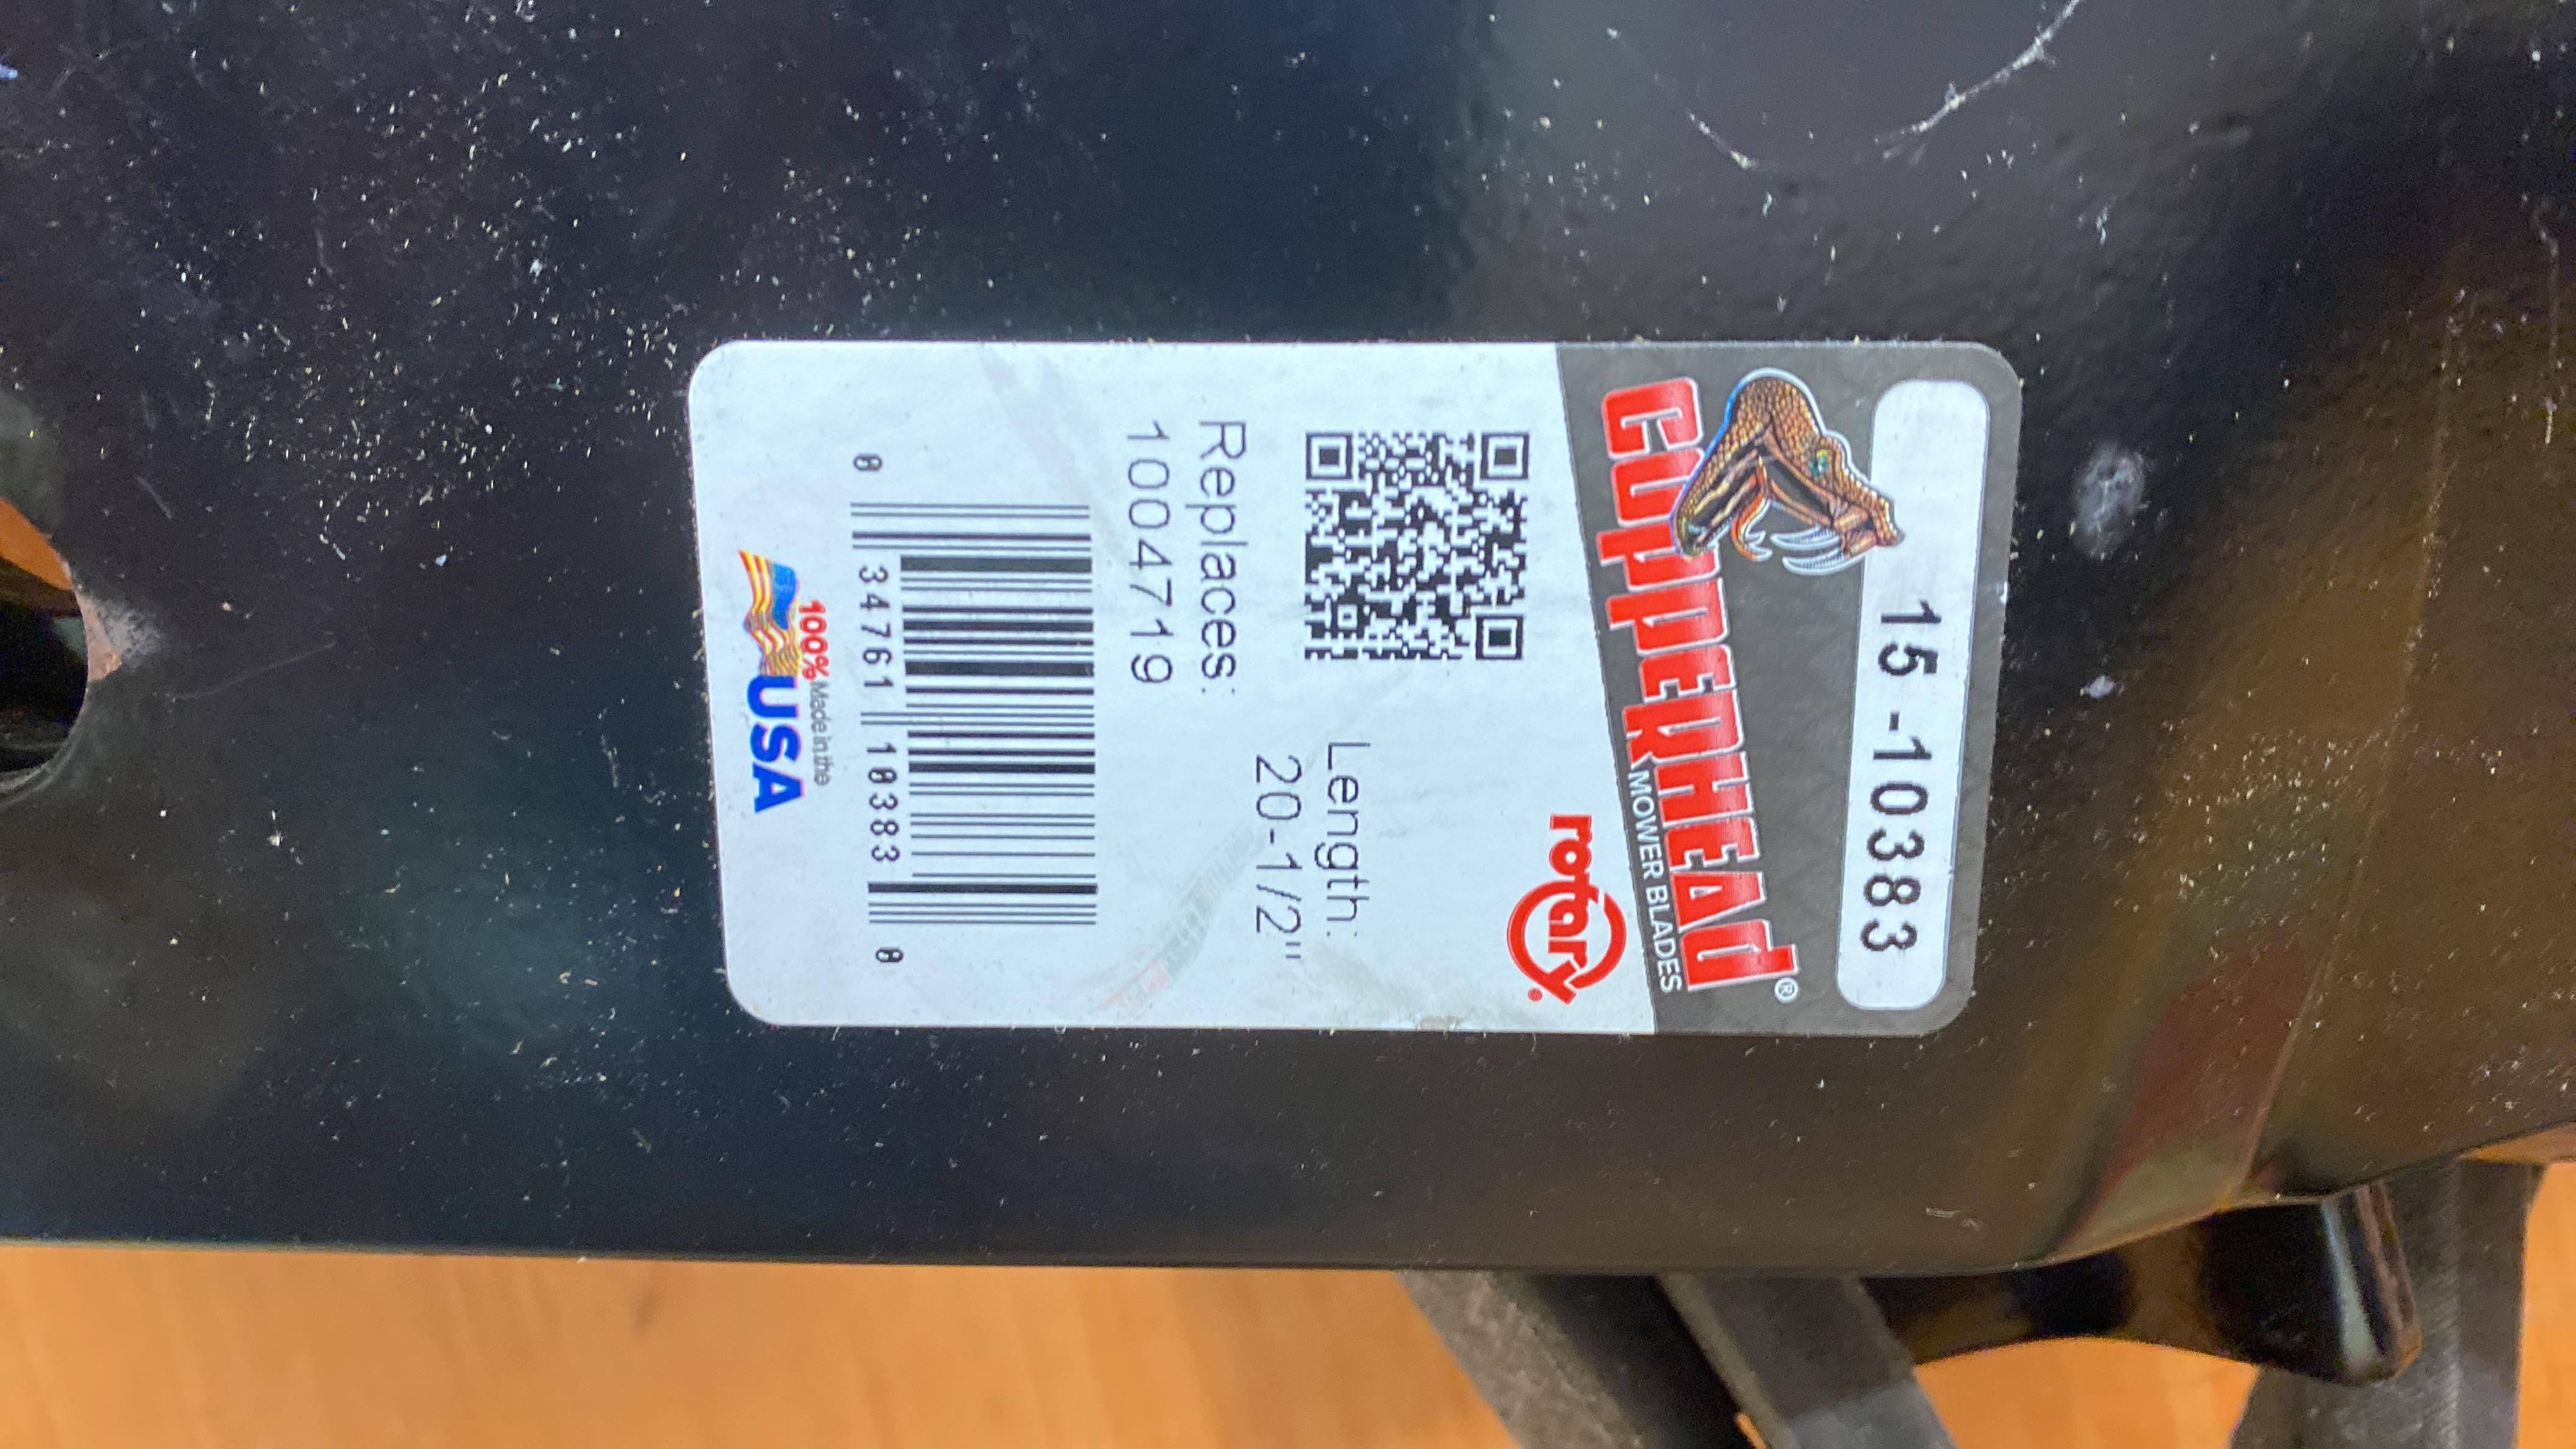 15-10383
COPPERHEAD®
MOWER BLADES
rotary
Length:
20-1/2"
Replaces:
1004719
0 34761 10383 0
100% Made in the
USA